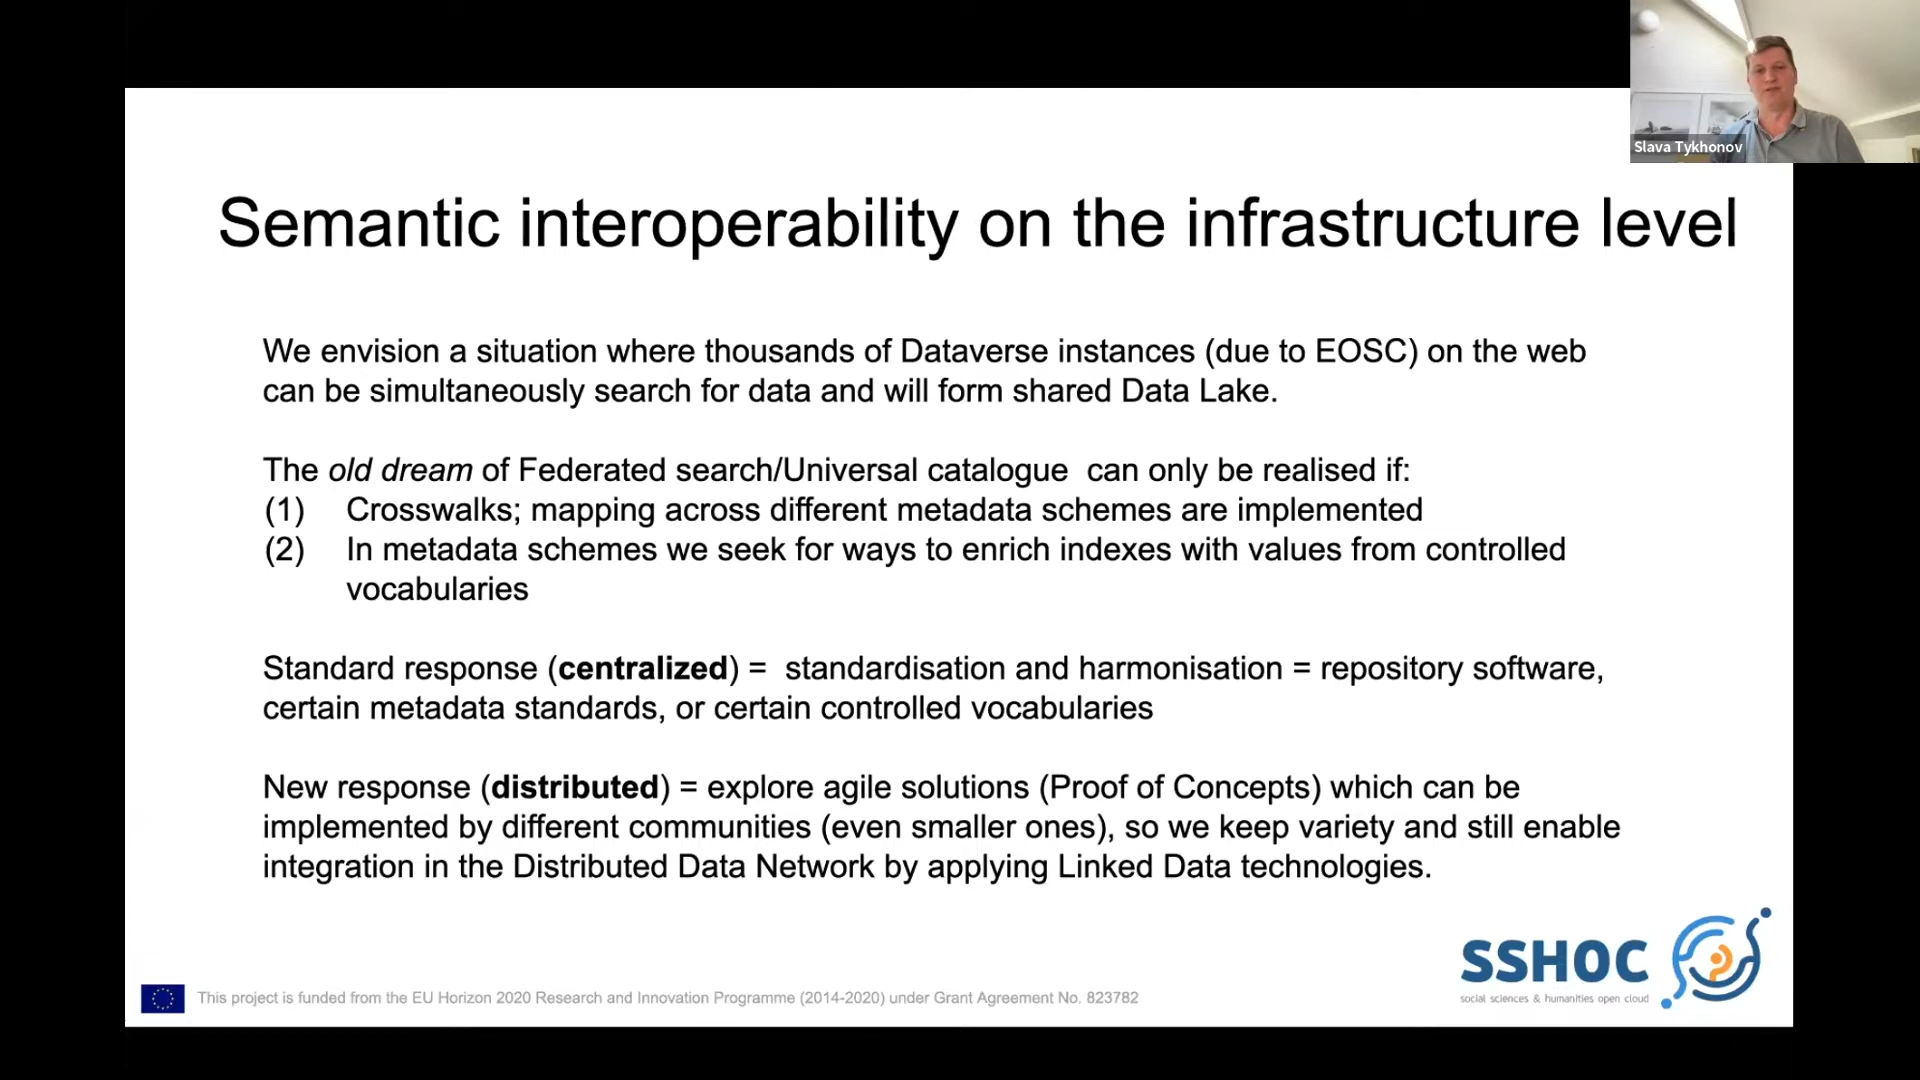 Slava Tykhonov
Semantic interoperability on the infrastructure level
We envision a situation where thousands of Dataverse instances (due to EOSC) on the web
can be simultaneously search for data and will form shared Data Lake.
The old dream of Federated search/Universal catalogue can only be realised if:
(1) Crosswalks; mapping across different metadata schemes are implemented
(2) In metadata schemes we seek for ways to enrich indexes with values from controlled
vocabularies
Standard response (centralized) = standardisation and harmonisation = repository software,
certain metadata standards, or certain controlled vocabularies
New response (distributed) = explore agile solutions (Proof of Concepts) which can be
implemented by different communities (even smaller ones), so we keep variety and still enable
integration in the Distributed Data Network by applying Linked Data technologies.
SSHOC
social sciences & humanities open cloud
This project is funded from the EU Horizon 2020 Research and Innovation Programme (2014-2020) under Grant Agreement No. 823782